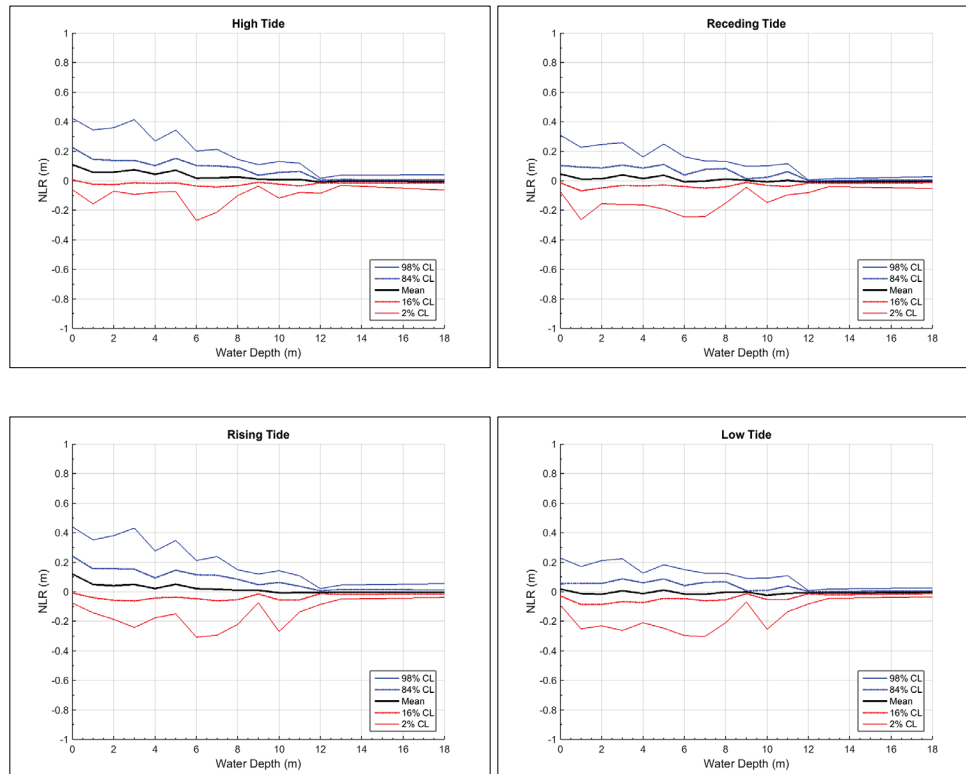 High Tide
1
0.8
0.6
0.4
0.2
0
-0.2
-0.4
-0.6
-0.8
-1
NLR (m)
98% CL
84% CL
Mean
16% CL
2% CL
0 2 4 6 8 10 12 14 16 18
Water Depth (m)
Receding Tide
1
0.8
0.6
0.4
0.2
0
-0.2
-0.4
-0.6
-0.8
-1
NLR (m)
98% CL
84% CL
Mean
16% CL
2% CL
0 2 4 6 8 10 12 14 16 18
Water Depth (m)
Rising Tide
1
0.8
0.6
0.4
0.2
0
-0.2
-0.4
-0.6
-0.8
-1
NLR (m)
98% CL
84% CL
Mean
16% CL
2% CL
0 2 4 6 8 10 12 14 16 18
Water Depth (m)
Low Tide
1
0.8
0.6
0.4
0.2
0
-0.2
-0.4
-0.6
-0.8
-1
NLR (m)
98% CL
84% CL
Mean
16% CL
2% CL
0 2 4 6 8 10 12 14 16 18
Water Depth (m)